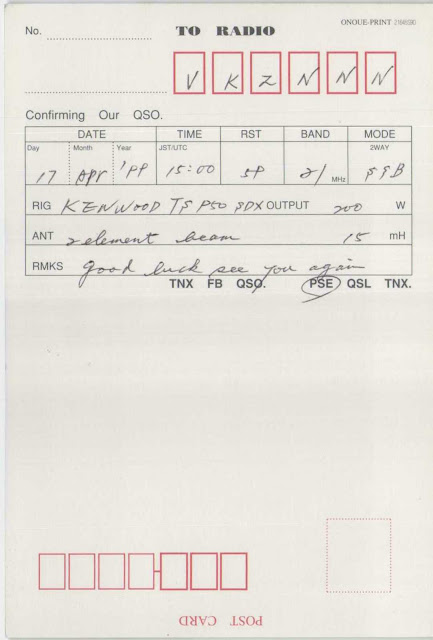 No. TO RADIO ONOUE-PRINT
VK2NNN
Confirming Our QSO.
DATE TIME RST BAND MODE
Day Month Year JST/UTC 2WAY
17 Apr '99 15:00 59 21 MHz SSB
RIG KENWOOD TS 950 SDX OUTPUT 200 W
ANT 2 element beam 15 mH
RMKS good luck see you again
TNX FB QSO. PSE QSL TNX.
POST CARD